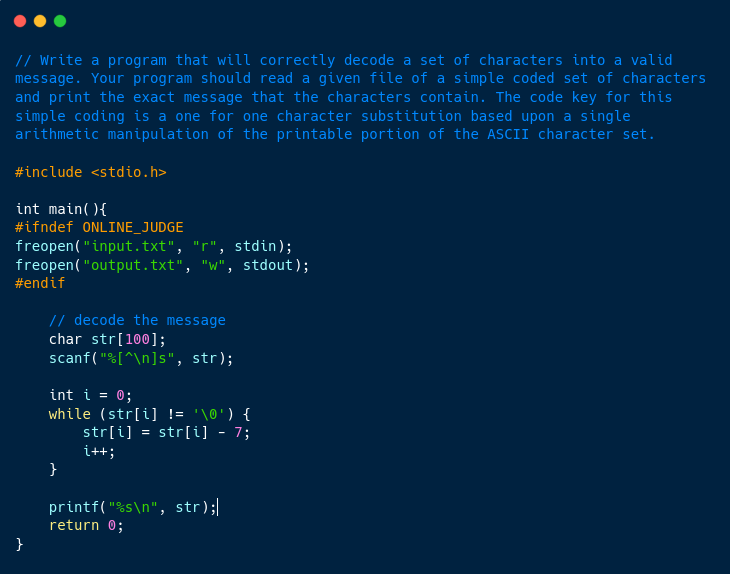 // Write a program that will correctly decode a set of characters into a valid
message. Your program should read a given file of a simple coded set of characters
and print the exact message that the characters contain. The code key for this
simple coding is a one for one character substitution based upon a single
arithmetic manipulation of the printable portion of the ASCII character set.

#include <stdio.h>

int main(){
#ifndef ONLINE_JUDGE
freopen("input.txt", "r", stdin);
freopen("output.txt", "w", stdout);
#endif

    // decode the message
    char str[100];
    scanf("%[^\n]s", str);

    int i = 0;
    while (str[i] != '\0') {
        str[i] = str[i] - 7;
        i++;
    }

    printf("%s\n", str);
    return 0;
}